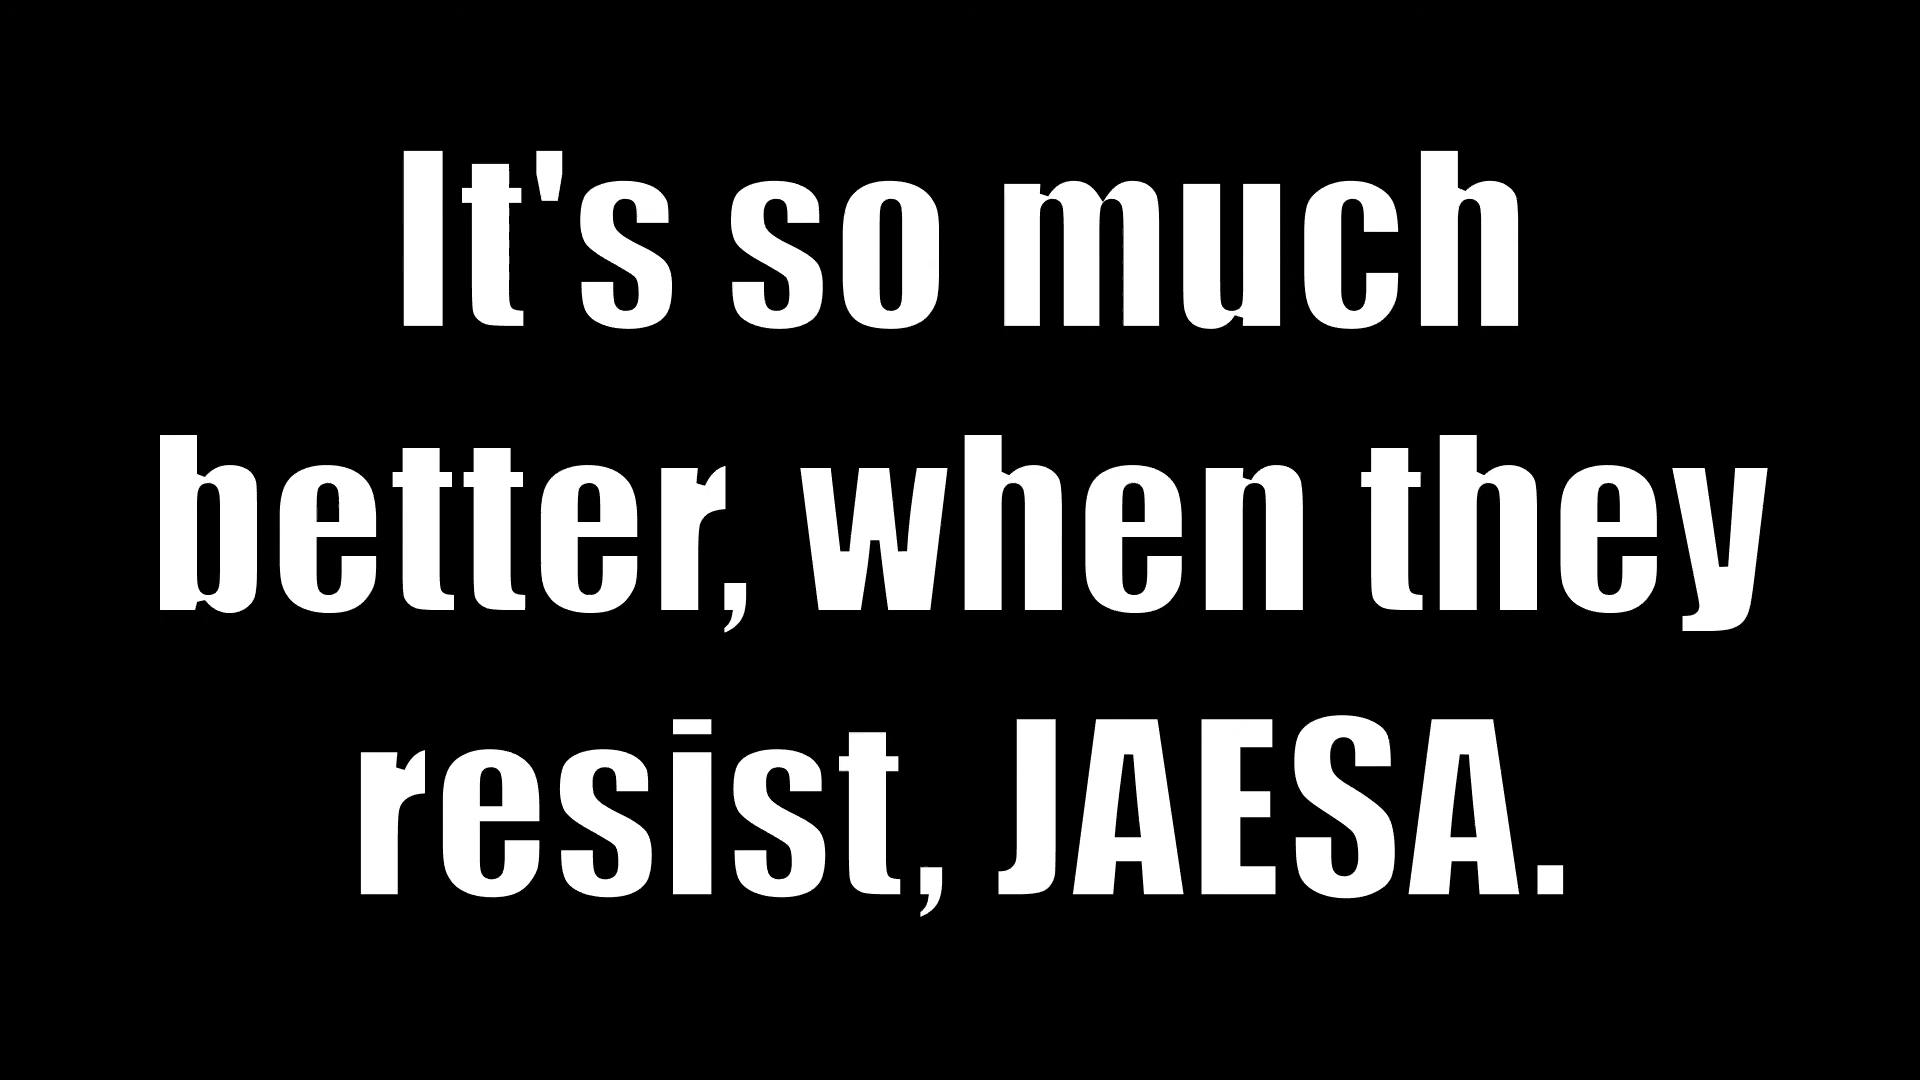 It's so much
better, when they
resist, JAESA.